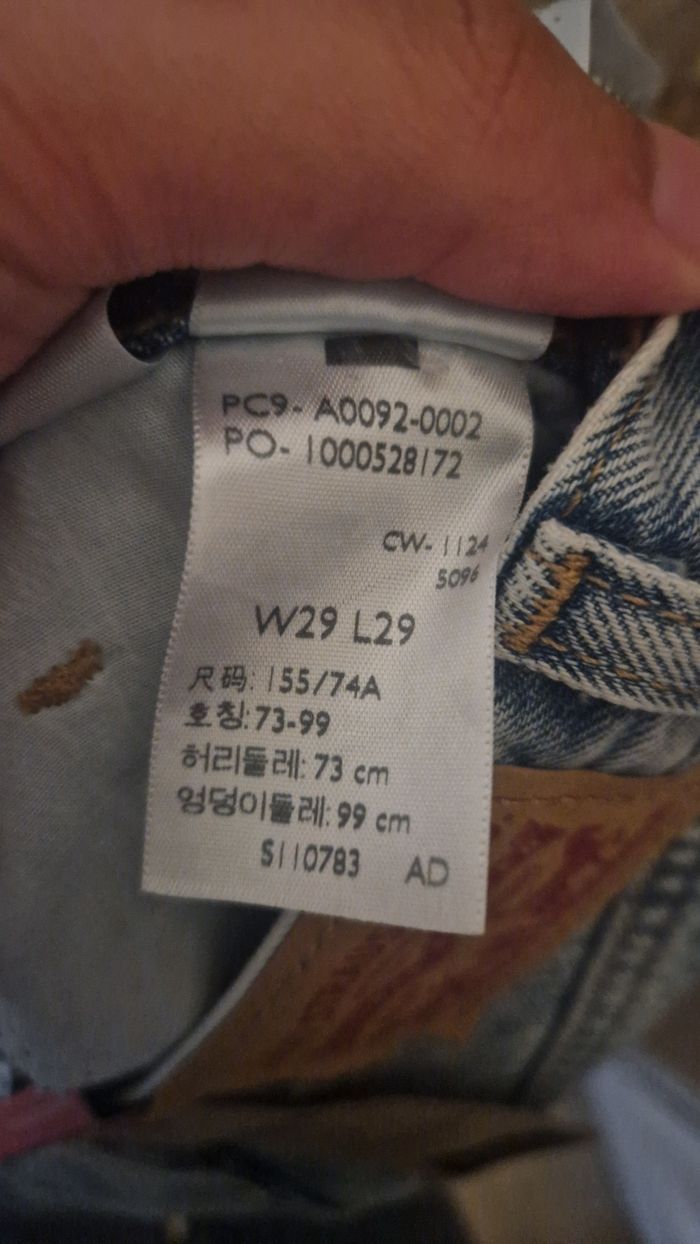 PC9- A0092-0002
PO- 1000528172
CW- 1124
5096
W29 L29
尺码: 155/74A
호칭: 73-99
허리둘레: 73 cm
엉덩이둘레: 99 cm
S110783 AD